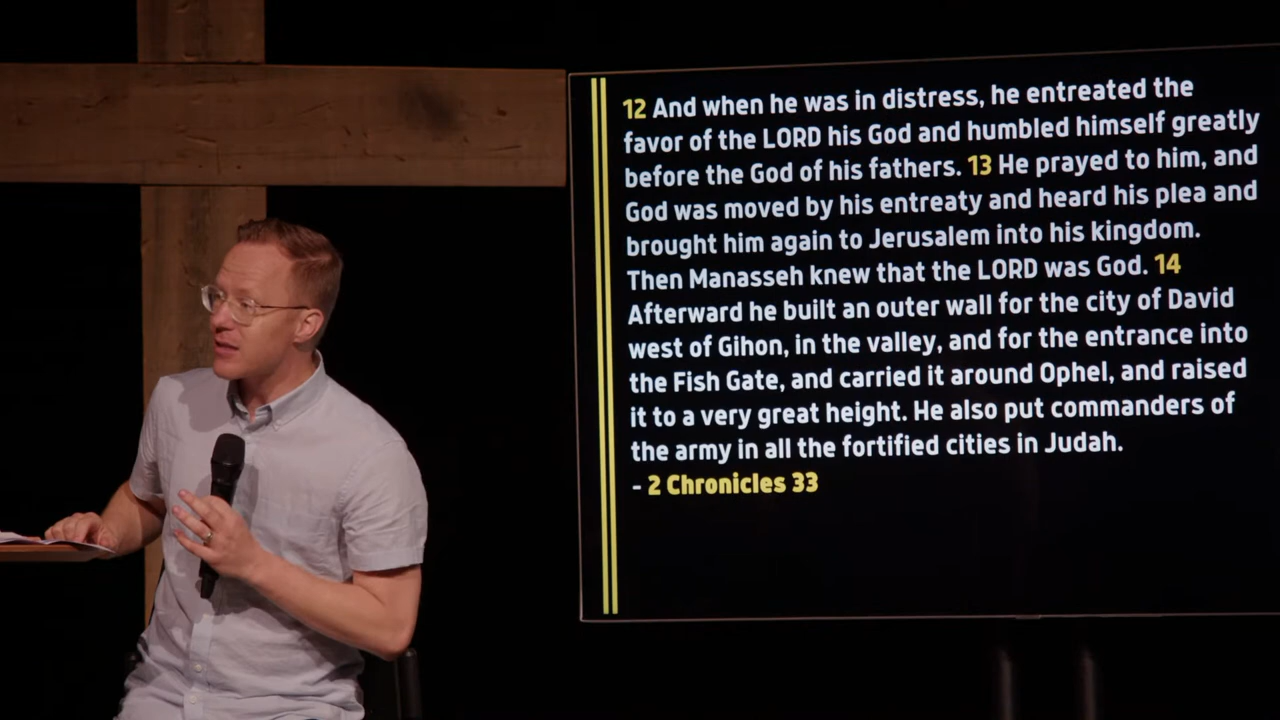 12 And when he was in distress, he entreated the
favor of the LORD his God and humbled himself greatly
before the God of his fathers. 13 He prayed to him, and
God was moved by his entreaty and heard his plea and
brought him again to Jerusalem into his kingdom.
Then Manasseh knew that the LORD was God. 14
Afterward he built an outer wall for the city of David
west of Gihon, in the valley, and for the entrance into
the Fish Gate, and carried it around Ophel, and raised
it to a very great height. He also put commanders of
the army in all the fortified cities in Judah.
- 2 Chronicles 33